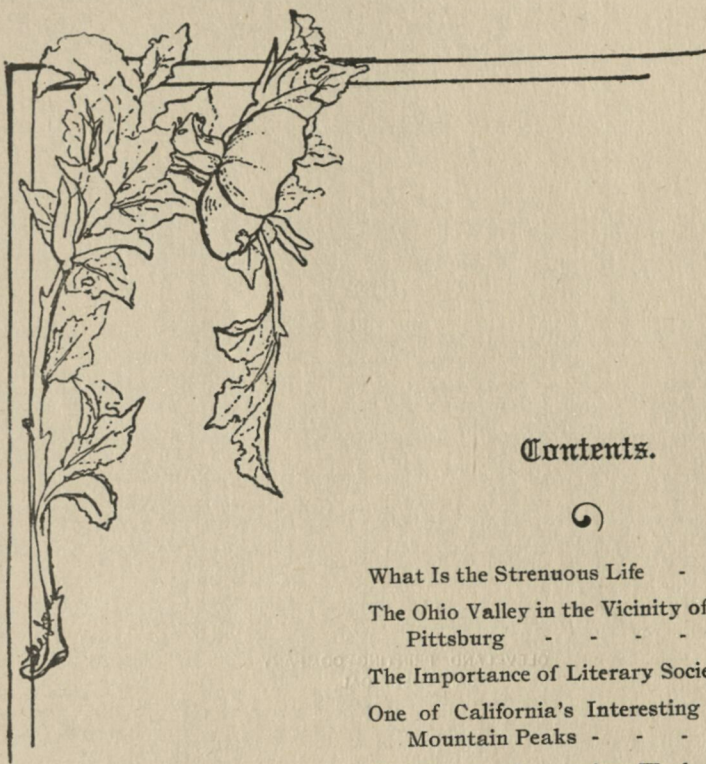 Contents.
What Is the Strenuous Life -
The Ohio Valley in the Vicinity of
Pittsburg - - - -
The Importance of Literary
One of California's Interesting
Mountain Peaks - - -